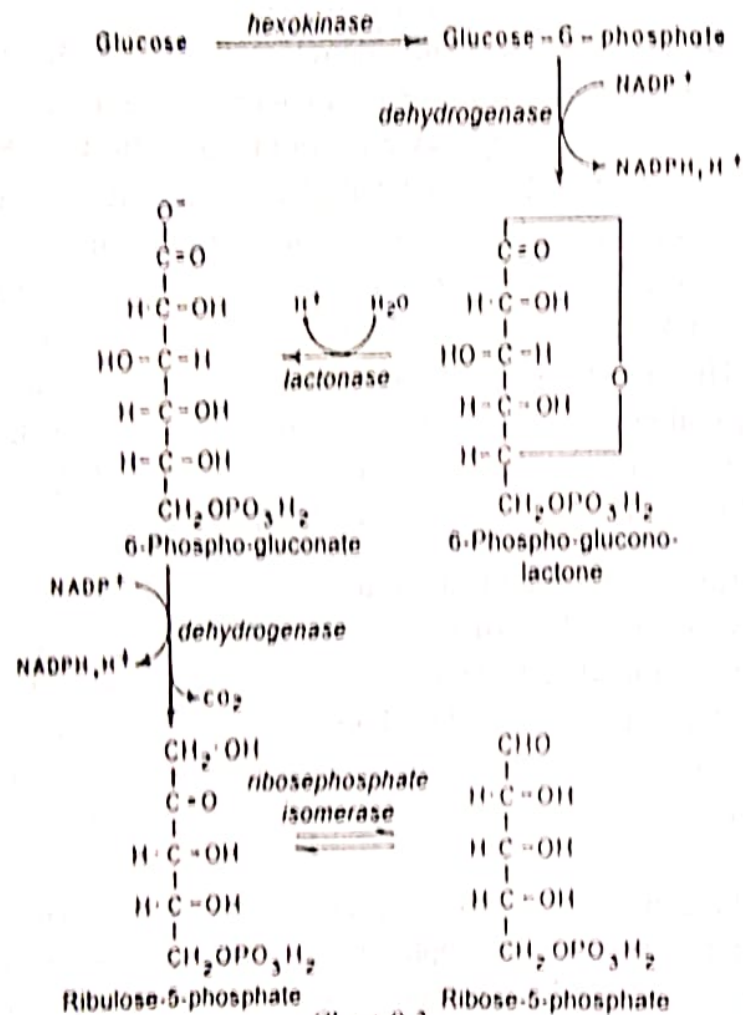 Glucose hexokinase Glucose-6-phosphate
dehydrogenase
NADP⁺
NADPH, H⁺
O⁻
C=O
H-C-OH
HO-C-H
H-C-OH
H-C-OH
CH₂OPO₃H₂
6-Phospho-gluconate
H⁺ H₂O
lactonase
C=O
H-C-OH
HO-C-H
O
H-C-OH
H-C
CH₂OPO₃H₂
6-Phospho-glucono-
lactone
NADP⁺
dehydrogenase
NADPH, H⁺
CO₂
CH₂·OH
C=O
H-C-OH
H-C-OH
CH₂OPO₃H₂
Ribulose-5-phosphate
ribosephosphate
isomerase
CHO
H-C-OH
H C-OH
H C-OH
CH₂OPO₃H₂
Ribose-5-phosphate